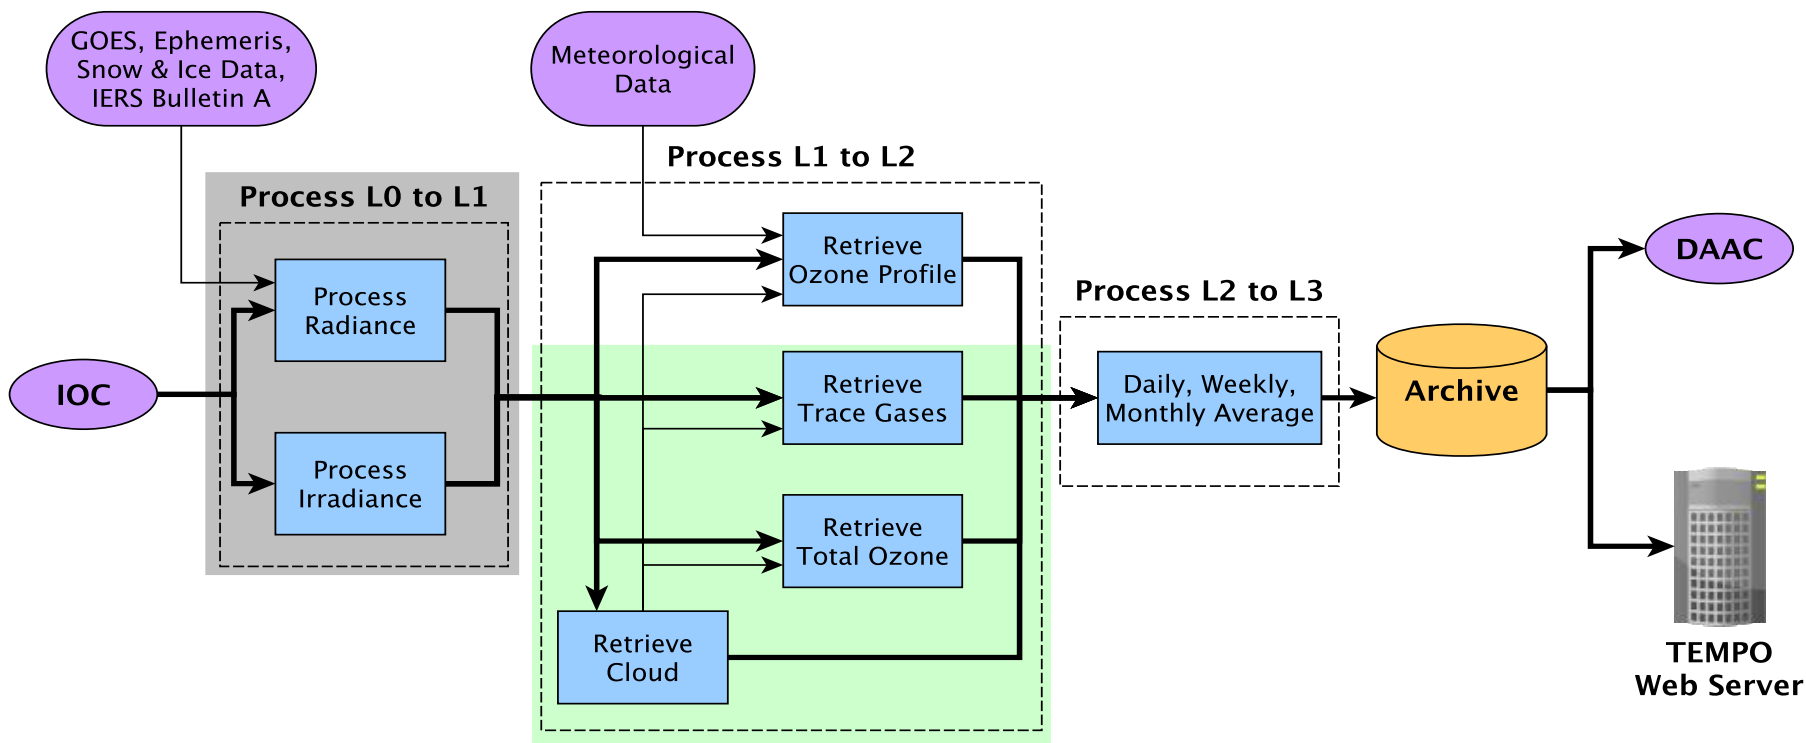 GOES, Ephemeris,
Snow & Ice Data,
IERS Bulletin A
Meteorological
Data
Process L0 to L1
Process
Radiance
Process
Irradiance
IOC
Process L1 to L2
Retrieve
Ozone Profile
Retrieve
Trace Gases
Retrieve
Total Ozone
Retrieve
Cloud
Process L2 to L3
Daily, Weekly,
Monthly Average
Archive
DAAC
TEMPO
Web Server